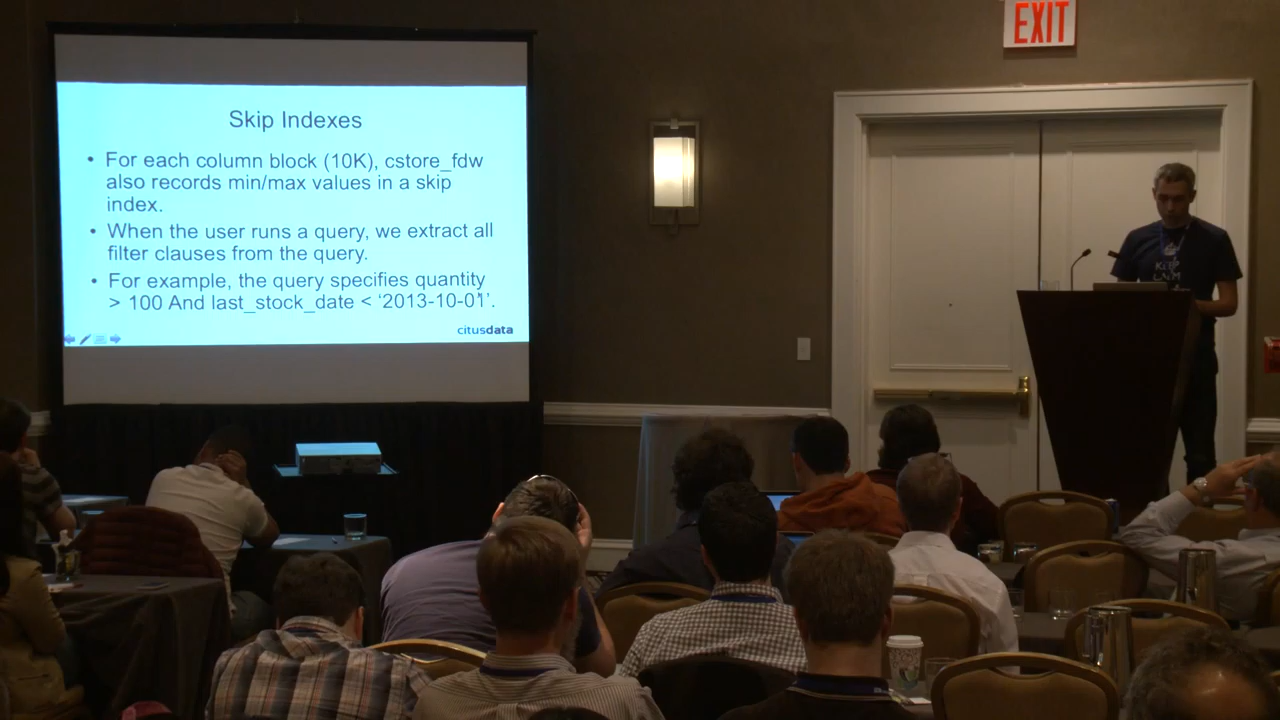 EXIT
Skip Indexes
• For each column block (10K), cstore_fdw
also records min/max values in a skip
index.
• When the user runs a query, we extract all
filter clauses from the query.
• For example, the query specifies quantity
> 100 And last_stock_date < ‘2013-10-01’.
citusdata
KEEP
CALM